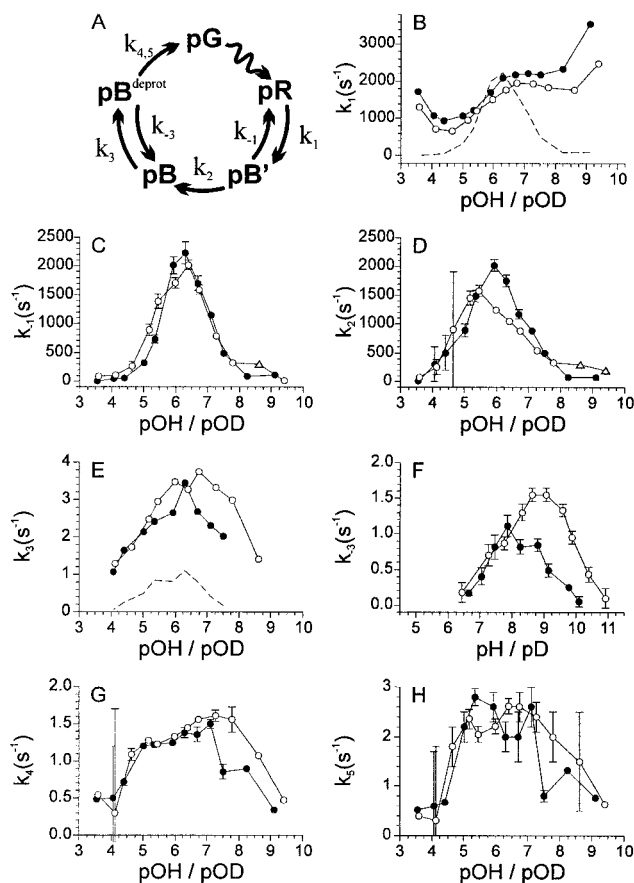 A
k4,5
pG
pB deprot
pR
k3
k-3
k-1
k1
pB
k2
pB'
B
k1(s-1)
3000
2000
1000
0
3 4 5 6 7 8 9 10
pOH / pOD
C
k-1(s-1)
2500
2000
1500
1000
500
0
3 4 5 6 7 8 9 10
pOH / pOD
D
k2(s-1)
2500
2000
1500
1000
500
0
3 4 5 6 7 8 9 10
pOH / pOD
E
k3(s-1)
4
3
2
1
0
3 4 5 6 7 8 9 10
pOH / pOD
F
k-3(s-1)
2.0
1.5
1.0
0.5
0.0
6 7 8 9 10 11
pH / pD
G
k4(s-1)
2.0
1.5
1.0
0.5
0.0
3 4 5 6 7 8 9 10
pOH / pOD
H
k5(s-1)
3
2
1
0
3 4 5 6 7 8 9 10
pOH / pOD